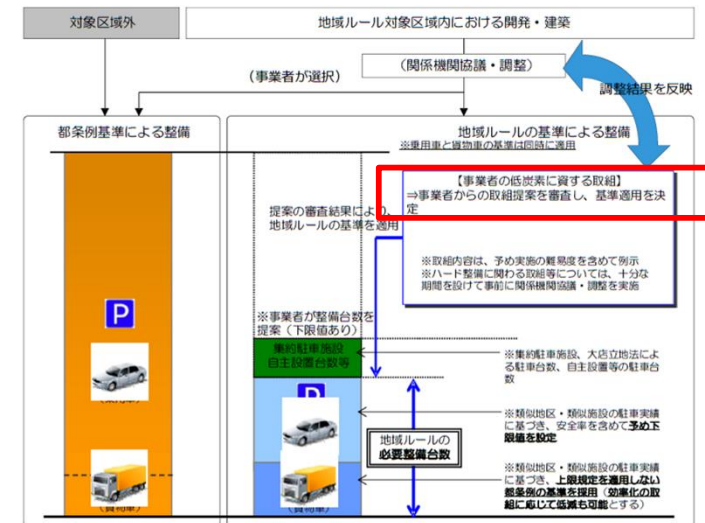 対象区域外
地域ルール対象区域内における開発・建築
(関係機関協議・調整)
(事業者が選択)
調整結果を反映
都条例基準による整備
地域ルールの基準による整備
※乗用車と貨物車の基準は同時に適用
【事業者の低炭素に資する取組】
⇒事業者からの取組提案を審査し、基準適用を決
定
提案の審査結果により、
地域ルールの基準を適用
※取組内容は、予め実施の難易度を含めて例示
※ハード整備に関わる取組等については、十分な
期間を設けて事前に関係機関協議・調整を実施
P
※事業者が整備台数を
提案(下限値あり)
集約駐車施設
自主設置台数等
※集約駐車施設、大店立地法によ
る駐車台数、自主設置等の駐車台
数
P
地域ルールの
必要整備台数
※類似地区・類似施設の駐車実績
に基づき、安全率を含めて予め下
限値を設定
※類似地区・類似施設の駐車実績
に基づき、上限規定を適用しない
都条例の基準を採用(効率化の取
組に応じて低減も可能とする)
(貨物車)
(貨物車)